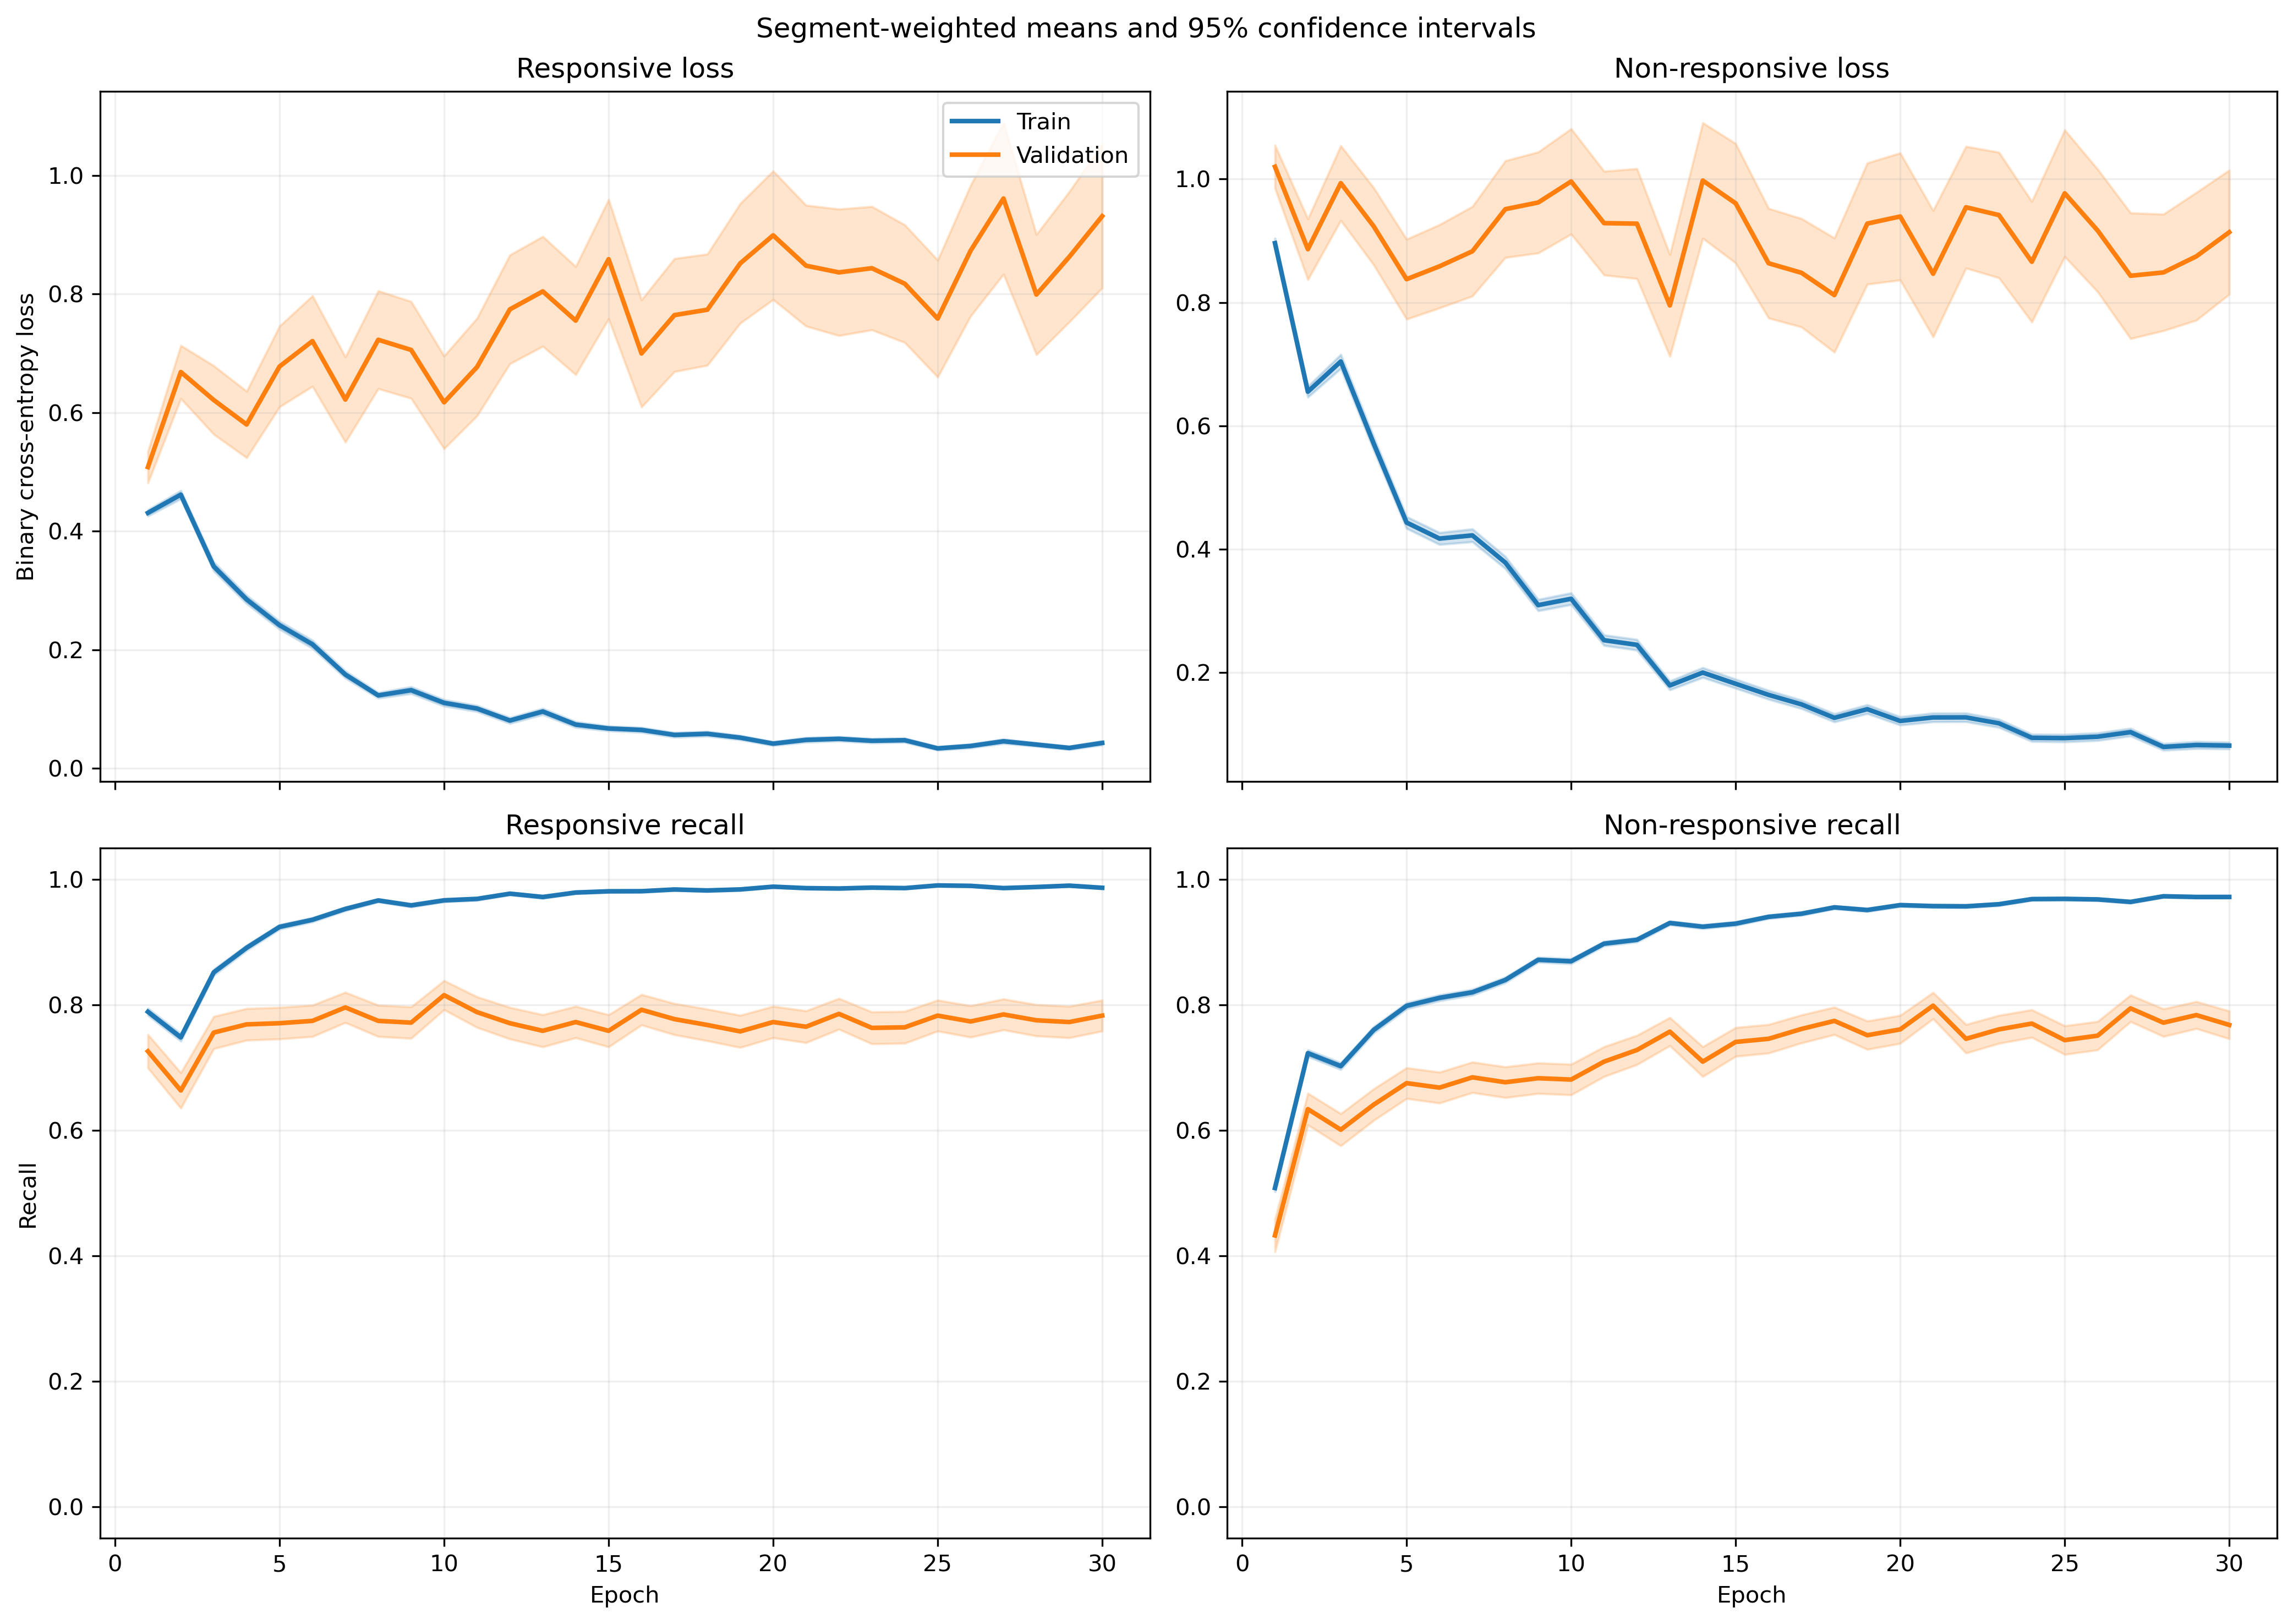 Segment-weighted means and 95% confidence intervals
Responsive loss
Non-responsive loss
Binary cross-entropy loss
1.0
0.8
0.6
0.4
0.2
0.0
Train
Validation
1.0
0.8
0.6
0.4
0.2
Responsive recall
Non-responsive recall
Recall
1.0
0.8
0.6
0.4
0.2
0.0
0 5 10 15 20 25 30
Epoch
1.0
0.8
0.6
0.4
0.2
0.0
0 5 10 15 20 25 30
Epoch